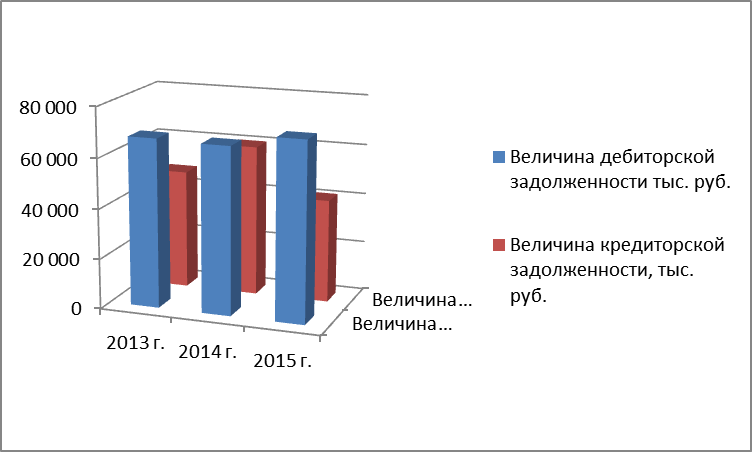 80 000
60 000
40 000
20 000
0
2013 г.
2014 г.
2015 г.
Величина...
Величина...
Величина дебиторской
задолженности тыс. руб.
Величина кредиторской
задолженности, тыс.
руб.